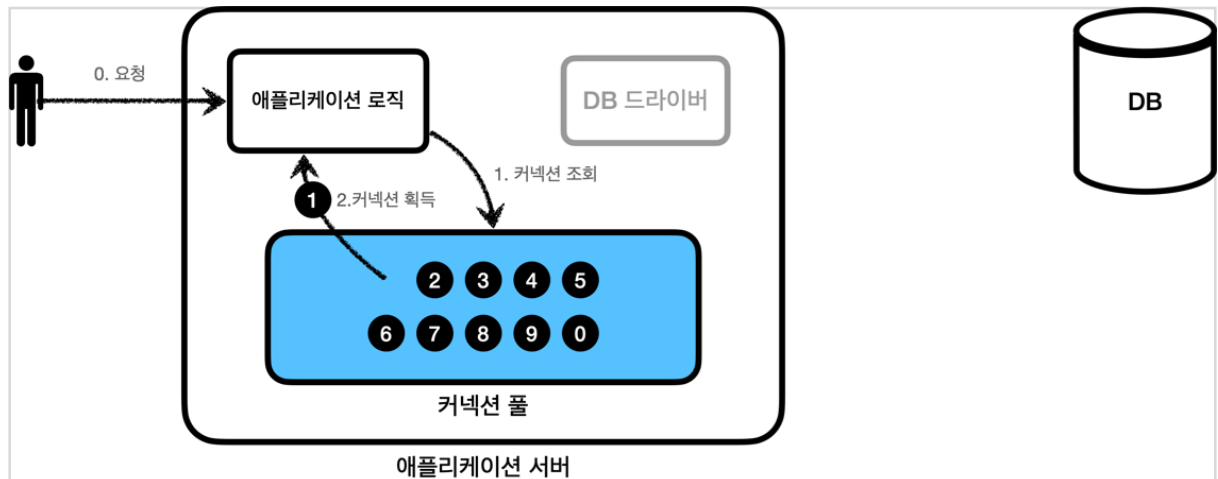 0. 요청
애플리케이션 로직
DB 드라이버
DB
1. 커넥션 조회
1
2.커넥션 획득
2 3 4 5
6 7 8 9 0
커넥션 풀
애플리케이션 서버